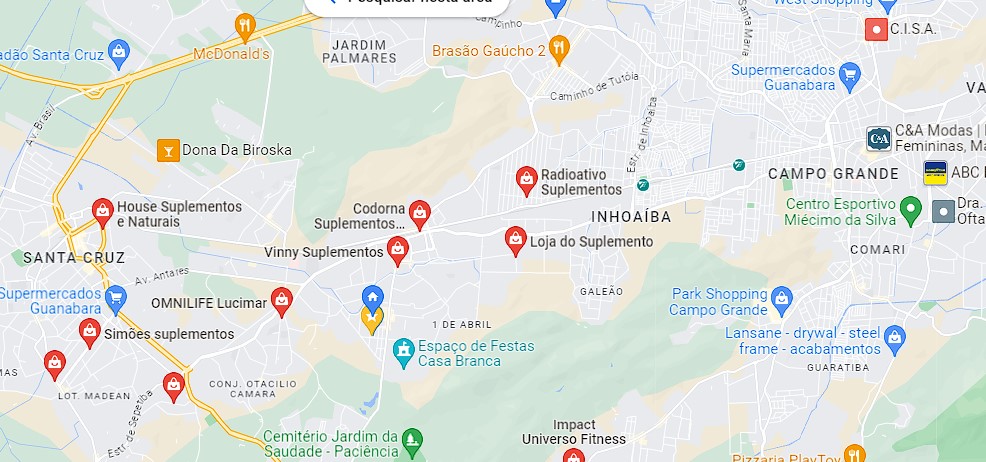 Pesquisar nesta área
West Shopping
C.I.S.A.
Caminho
Santa Maria
JARDIM
PALMARES
McDonald's
adão Santa Cruz
Brasão Gaúcho 2
Caminho de Tutóia
Supermercados
Guanabara
VA
Av. Brasil
Estr. de Inhoaíba
C&A Modas |
Femininas, Ma
Dona Da Biroska
Radioativo
Suplementos
CAMPO GRANDE
ABC
House Suplementos
e Naturais
Codorna
Suplementos...
INHOAÍBA
Centro Esportivo
Miécimo da Silva
Dra.
Ofta
Vinny Suplementos
Loja do Suplemento
SANTA CRUZ
COMARI
Av. Antares
Supermercados
Guanabara
OMNILIFE Lucimar
GALEÃO
Park Shopping
Campo Grande
Simões suplementos
1 DE ABRIL
Lansane - drywal - steel
frame - acabamentos
Espaço de Festas
Casa Branca
GUARATIBA
MAS
LOT. MADEAN
CONJ. OTACILIO
CAMARA
Estr. de Sepetiba
Cemitério Jardim da
Saudade - Paciência
Impact
Universo Fitness
Pizzaria PlayToy